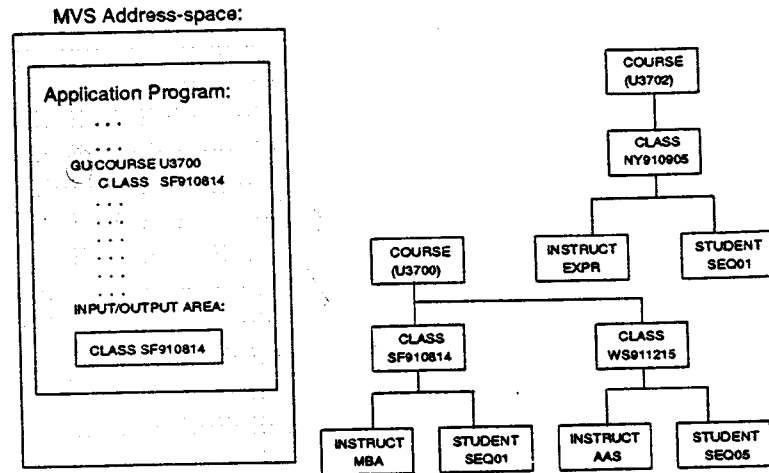 MVS Address-space:
Application Program:
. . .
. . .
GU COURSE U3700
CLASS SF910814
. . .
. . .
. . .
. . .
. . .
. . .
INPUT/OUTPUT AREA:
CLASS SF910814
COURSE
(U3702)
CLASS
NY910905
INSTRUCT
EXPR
STUDENT
SEQ01
COURSE
(U3700)
CLASS
SF910814
CLASS
WS911215
INSTRUCT
MBA
STUDENT
SEQ01
INSTRUCT
AAS
STUDENT
SEQ05